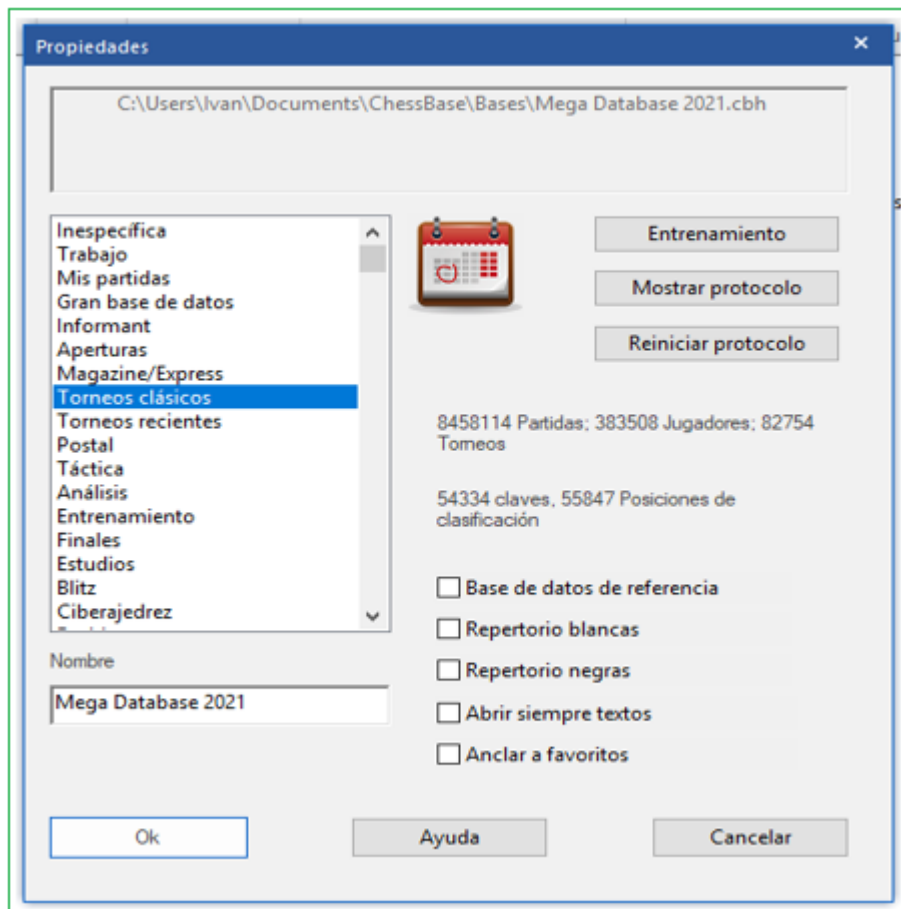 Propiedades
C:\Users\Ivan\Documents\ChessBase\Bases\Mega Database 2021.cbh
Inespecífica
Trabajo
Mis partidas
Gran base de datos
Informant
Aperturas
Magazine/Express
Torneos clásicos
Torneos recientes
Postal
Táctica
Análisis
Entrenamiento
Finales
Estudios
Blitz
Ciberajedrez
Entrenamiento
Mostrar protocolo
Reiniciar protocolo
8458114 Partidas; 383508 Jugadores; 82754
Torneos
54334 claves, 55847 Posiciones de
clasificación
Base de datos de referencia
Repertorio blancas
Repertorio negras
Abrir siempre textos
Anclar a favoritos
Nombre
Mega Database 2021
Ok
Ayuda
Cancelar